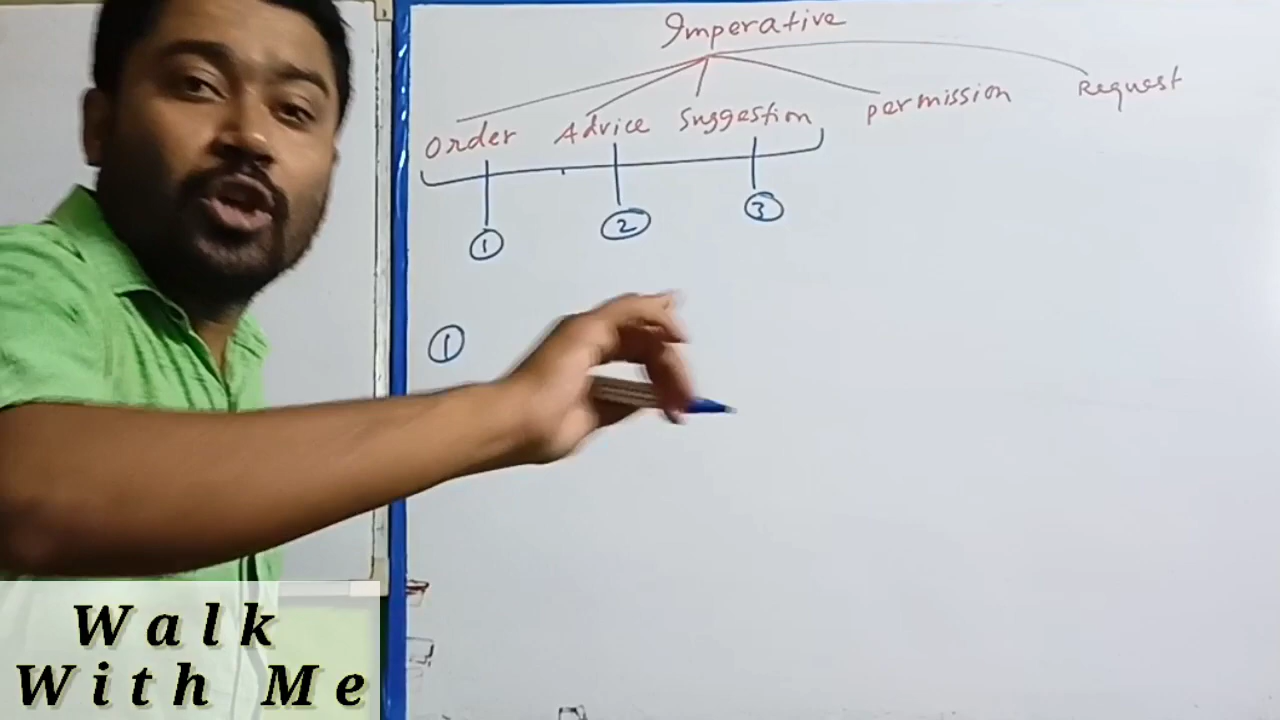 Imperative
Order Advice Suggestion permission Request
1 2 3
1
Walk
With Me